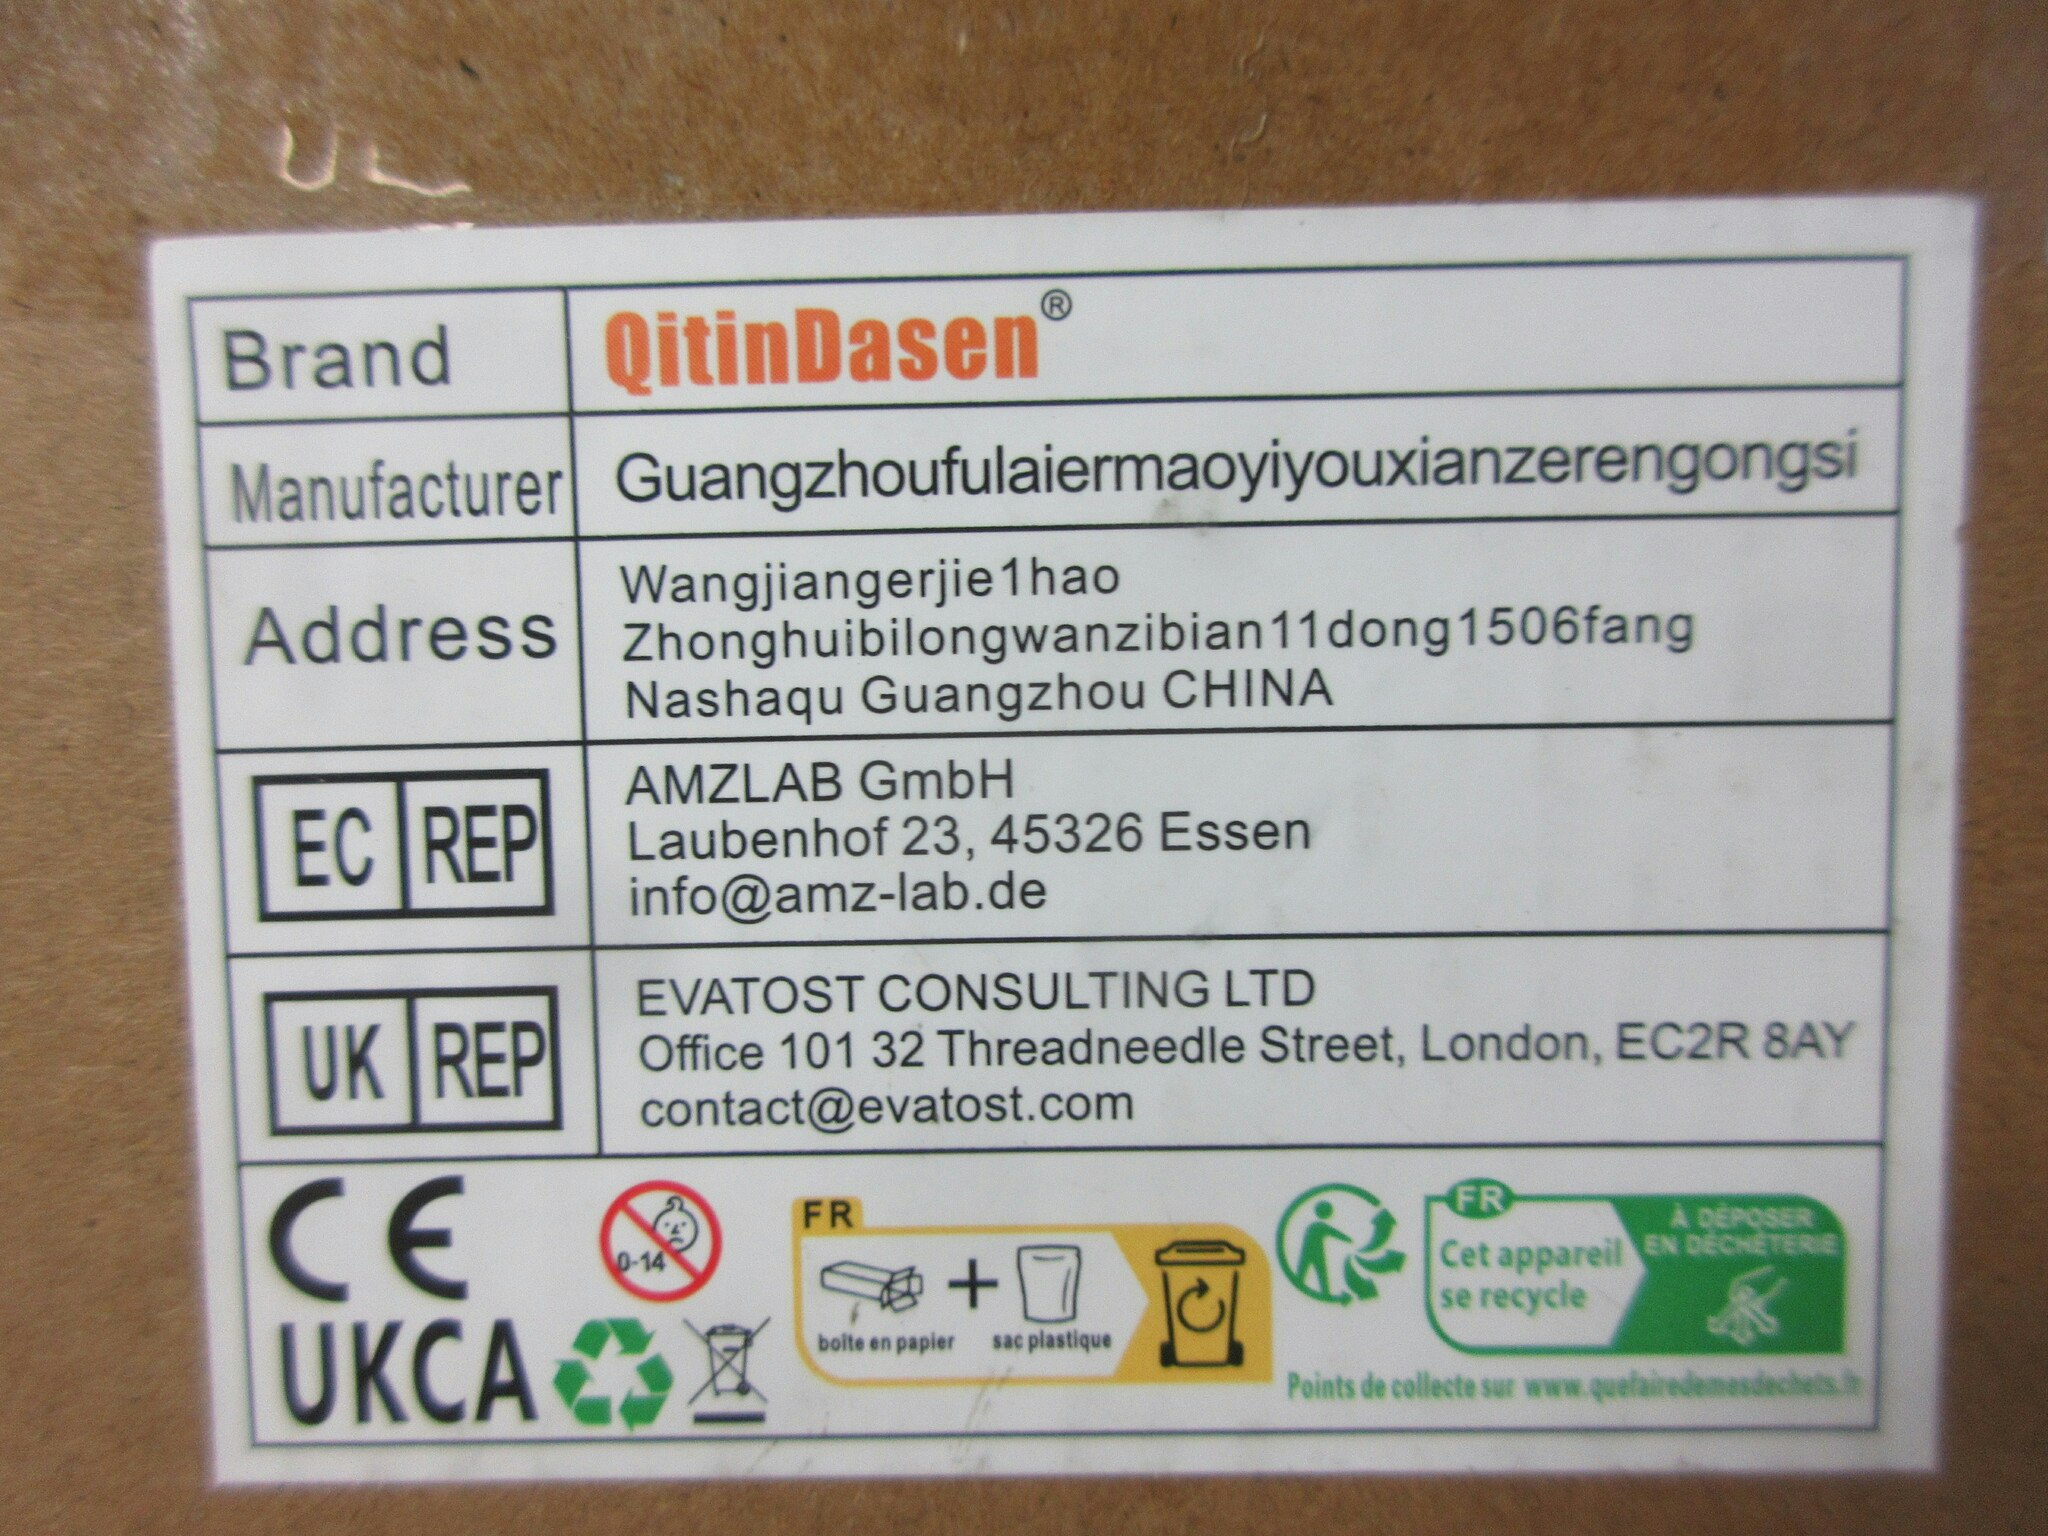 Brand QitinDasen®
Manufacturer Guangzhoufulaiermaoyiyouxianzerengongsi
Address
Wangjiangerjie1hao
Zhonghuibilongwanzibian11dong1506fang
Nashaqu Guangzhou CHINA
EC REP
AMZLAB GmbH
Laubenhof 23, 45326 Essen
info@amz-lab.de
UK REP
EVATOST CONSULTING LTD
Office 101 32 Threadneedle Street, London, EC2R 8AY
contact@evatost.com
CE
0-14
UKCA
FR
boîte en papier + sac plastique
FR
Cet appareil
se recycle
À DÉPOSER
EN DÉCHÈTERIE
Points de collecte sur www.quefairedemesdechets.fr